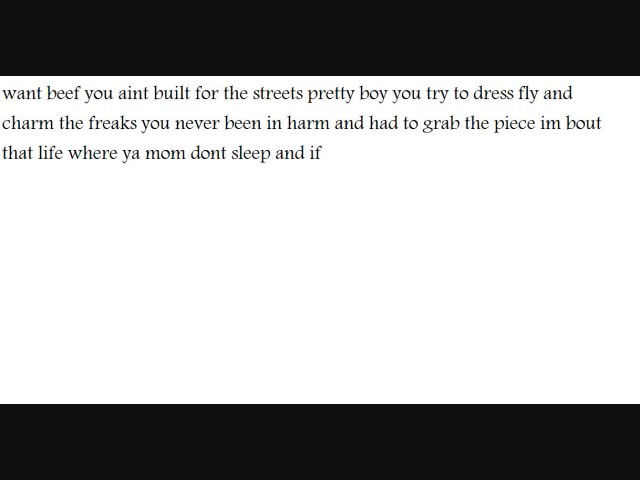 want beef you aint built for the streets pretty boy you try to dress fly and
charm the freaks you never been in harm and had to grab the piece im bout
that life where ya mom dont sleep and if